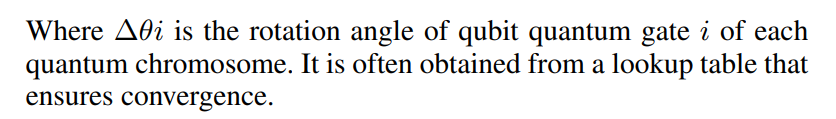 Where Δθi is the rotation angle of qubit quantum gate i of each
quantum chromosome. It is often obtained from a lookup table that
ensures convergence.